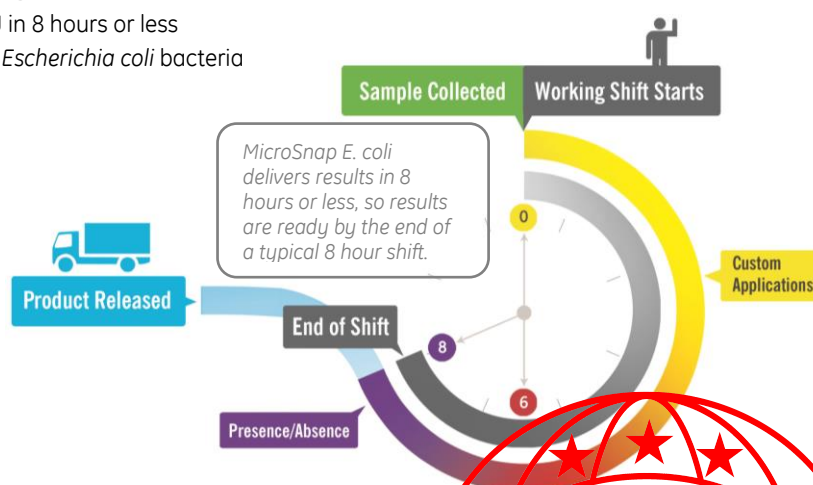 in 8 hours or less
Escherichia coli bacteria
Sample Collected
Working Shift Starts
MicroSnap E. coli
delivers results in 8
hours or less, so results
are ready by the end of
a typical 8 hour shift.
0
Custom
Applications
Product Released
End of Shift
8
6
Presence/Absence